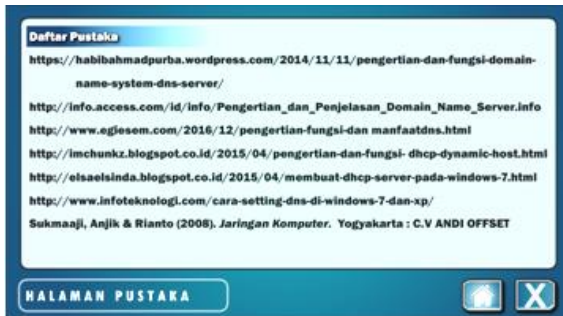 Daftar Pustaka
https://habibahmadpurba.wordpress.com/2014/11/11/pengertian-dan-fungsi-domain-
name-system-dns-server/
http://info.access.com/id/info/Pengertian_dan_Penjelasan_Domain_Name_Server.info
http://www.egiesem.com/2016/12/pengertian-fungsi-dan manfaatdns.html
http://imchunkz.blogspot.co.id/2015/04/pengertian-dan-fungsi- dhcp-dynamic-host.html
http://elsaelsinda.blogspot.co.id/2015/04/membuat-dhcp-server-pada-windows-7.html
http://www.infoteknologi.com/cara-setting-dns-di-windows-7-dan-xp/
Sukmaaji, Anjik & Rianto (2008). Jaringan Komputer. Yogyakarta : C.V ANDI OFFSET
HALAMAN PUSTAKA
X